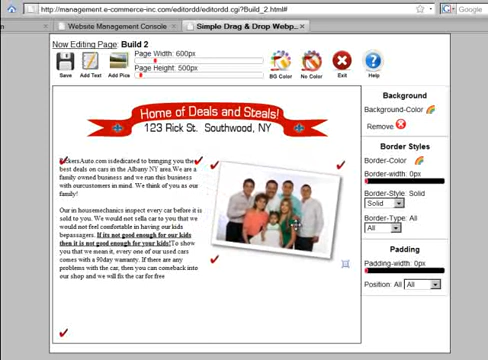 http://management.e-commerce-inc.com/editordd/editordd.cgi?Build_2.html#
Website Management Console
Simple Drag & Drop Webp...
Now Editing Page: Build 2
Page Width: 600px
Page Height: 500px
Save
Add Text
Add Pics
BG Color
No Color
Exit
Help
Home of Deals and Steals!
123 Rick St. Southwood, NY
isdedicated to bringing you the
best deals on cars in the Albany NY area.We are a
family owned business and we run this business
with ourcustomers in mind. We think of you as our
family!
Our in housemechanics inspect every car before it is
sold to you. We would not sell a car to you that we
would not feel comfortable in having our kids
bepassagers. If its not good enough for our kids
then it is not good enough for your kids!To show
you that we mean it, every one of our used cars
comes with a 90day warranty. If there are any
problems with the car, then you can comeback into
our shop and we will fix the car for free
Background
Background-Color
Remove
Border Styles
Border-Color
Border-width: 0px
Border-Style: Solid
Solid
Border-Type: All
All
Padding
Padding-width: 0px
Position: All
All